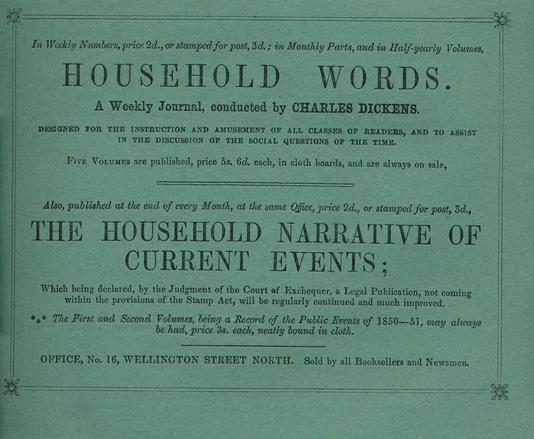 In Weekly Numbers, price 2d., or stamped for post, 3d.; in Monthly Parts, and in Half-yearly Volumes,
HOUSEHOLD WORDS.
A Weekly Journal, conducted by CHARLES DICKENS.
DESIGNED FOR THE INSTRUCTION AND AMUSEMENT OF ALL CLASSES OF READERS, AND TO ASSIST
IN THE DISCUSSION OF THE SOCIAL QUESTIONS OF THE TIME.
FIVE VOLUMES are published, price 5s. 6d. each, in cloth boards, and are always on sale,
Also, published at the end of every Month, at the same Office, price 2d., or stamped for post, 3d.,
THE HOUSEHOLD NARRATIVE OF
CURRENT EVENTS;
Which being declared, by the Judgment of the Court of Exchequer, a Legal Publication, not coming
within the provisions of the Stamp Act, will be regularly continued and much improved.
*⁎* The First and Second Volumes, being a Record of the Public Events of 1850—51, may always
be had, price 3s. each, neatly bound in cloth.
OFFICE, No. 16, WELLINGTON STREET NORTH. Sold by all Booksellers and Newsmen.